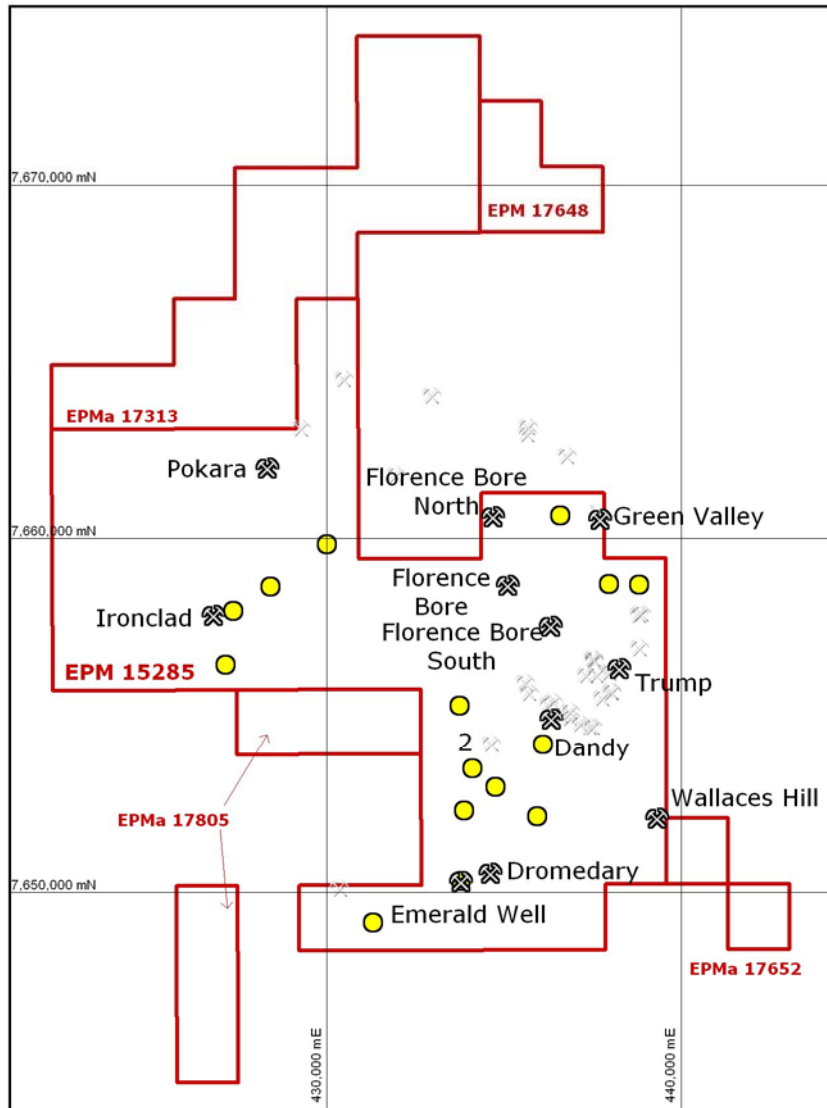 7,670,000 mN
EPM 17648
EPMa 17313
Pokara
Florence Bore
North
Green Valley
7,660,000 mN
Florence
Bore
Ironclad
Florence Bore
South
EPM 15285
Trump
2
Dandy
Wallaces Hill
EPMa 17805
Dromedary
7,650,000 mN
Emerald Well
EPMa 17652
430,000 mE
440,000 mE